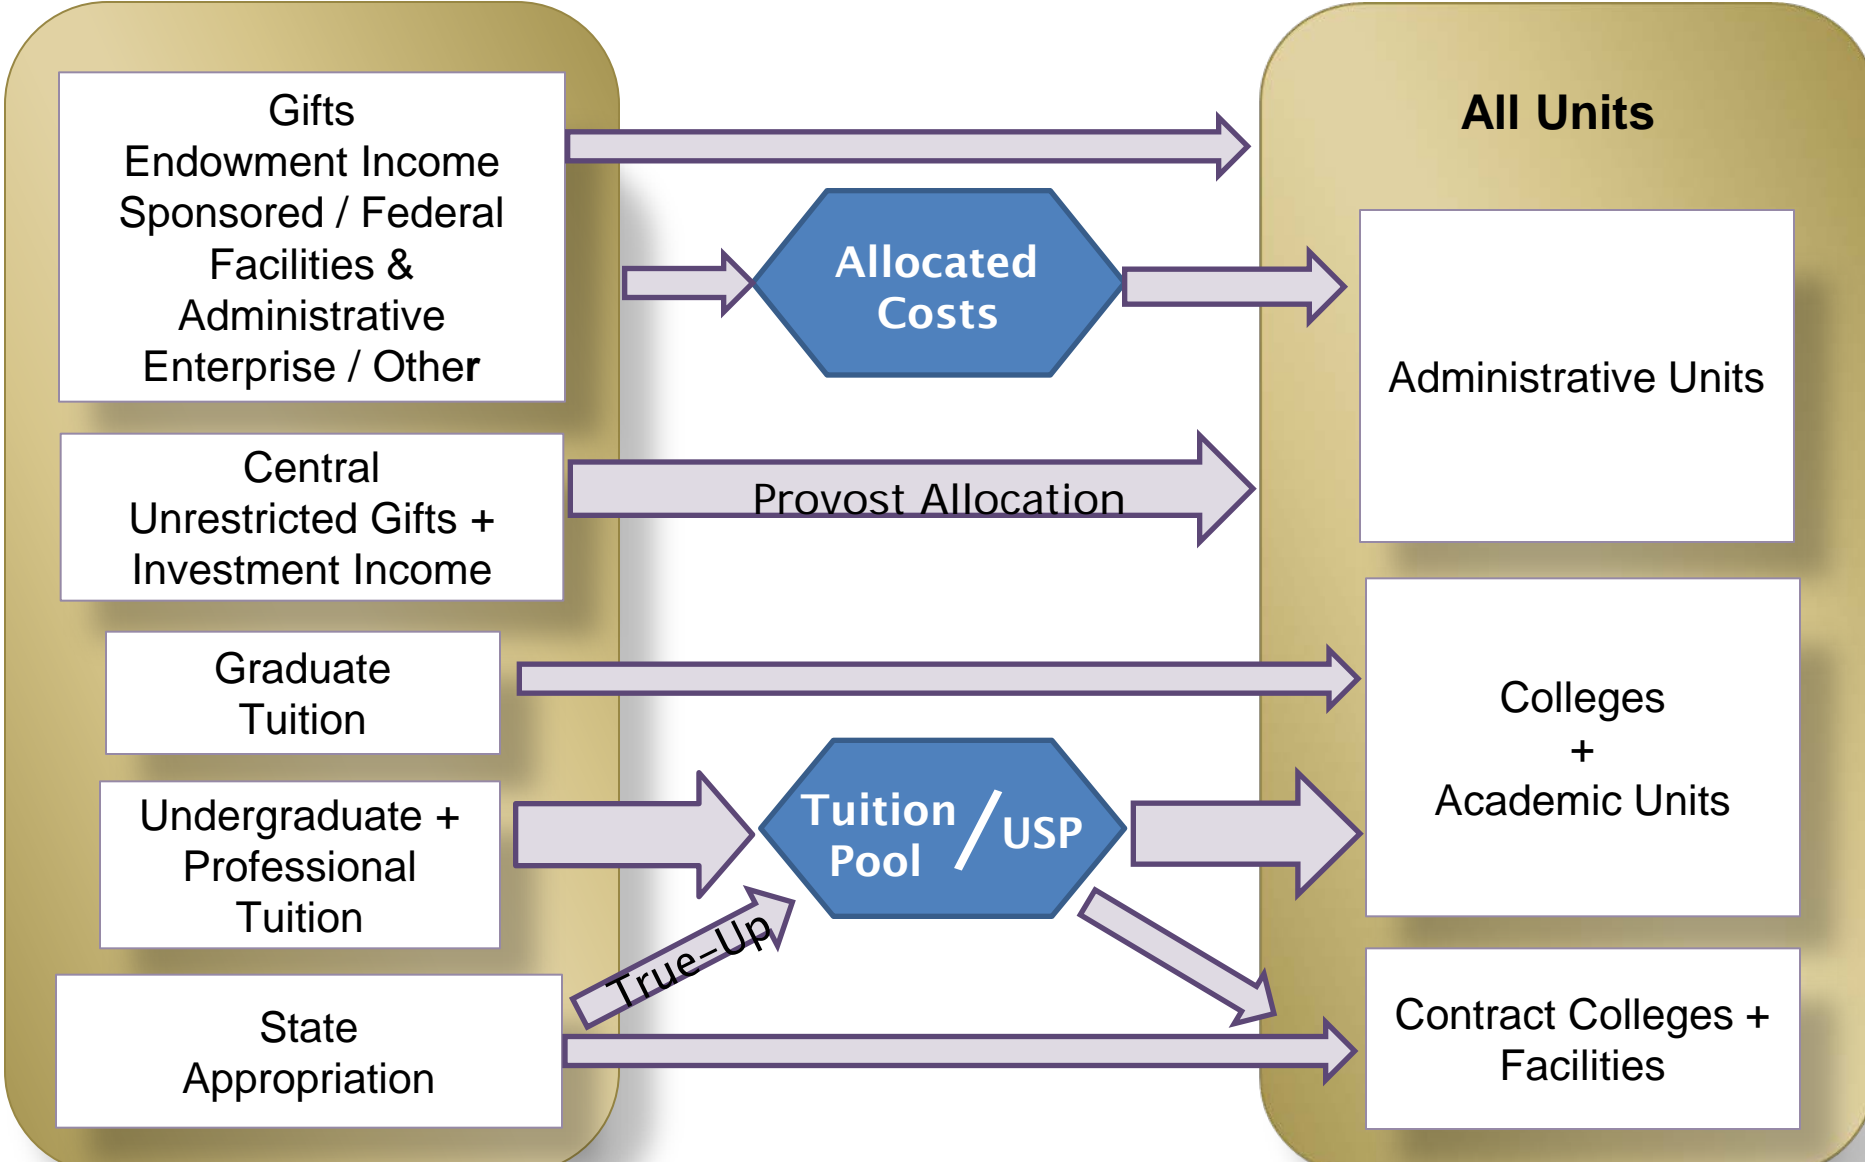 Gifts
Endowment Income
Sponsored / Federal
Facilities &
Administrative
Enterprise / Other
Central
Unrestricted Gifts +
Investment Income
Graduate
Tuition
Undergraduate +
Professional
Tuition
State
Appropriation
Allocated
Costs
Provost Allocation
Tuition / USP
Pool
True-Up
All Units
Administrative Units
Colleges
+
Academic Units
Contract Colleges +
Facilities